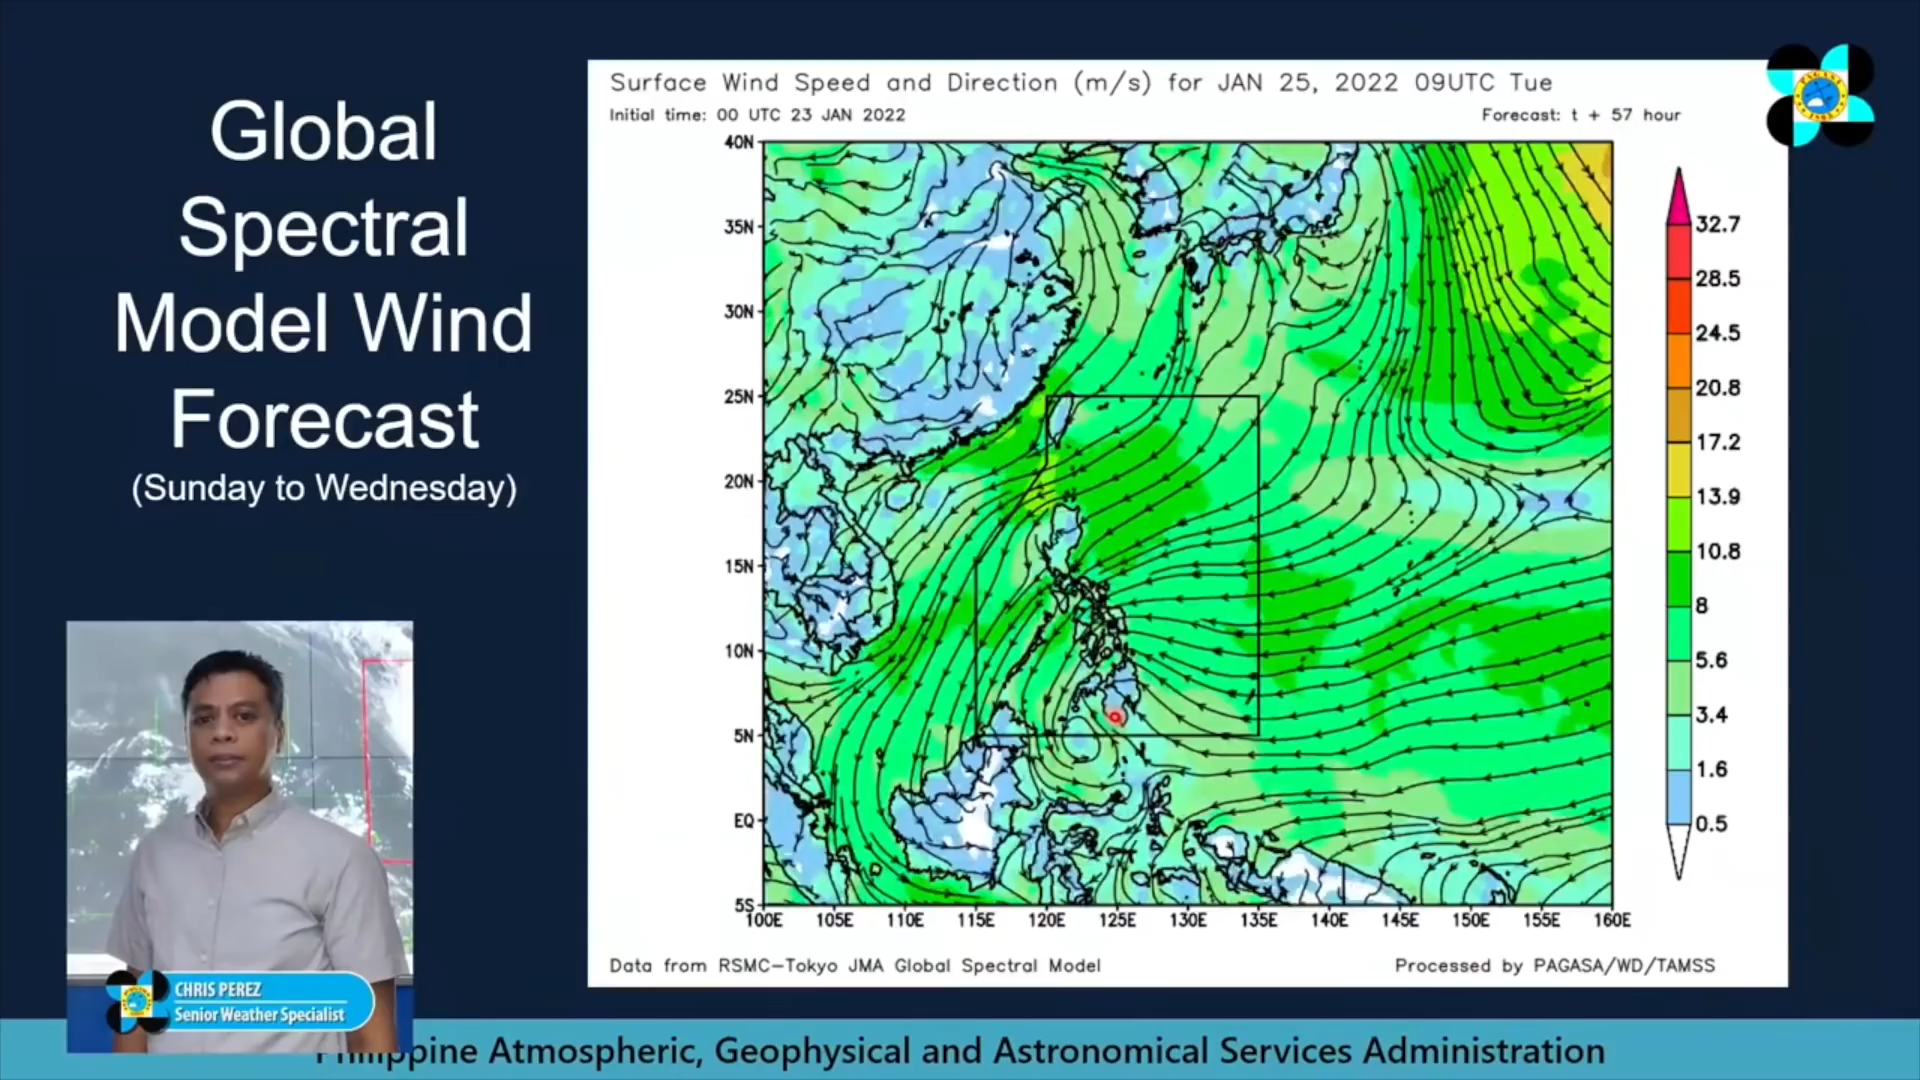 Global
Spectral
Model Wind
Forecast
(Sunday to Wednesday)
Surface Wind Speed and Direction (m/s) for JAN 25, 2022 09UTC Tue
Initial time: 00 UTC 23 JAN 2022
Forecast: t + 57 hour
40N
35N
30N
25N
20N
15N
10N
5N
EQ
5S
100E 105E 110E 115E 120E 125E 130E 135E 140E 145E 150E 155E 160E
32.7
28.5
24.5
20.8
17.2
13.9
10.8
8
5.6
3.4
1.6
0.5
Data from RSMC-Tokyo JMA Global Spectral Model
Processed by PAGASA/WD/TAMSS
CHRIS PEREZ
Senior Weather Specialist
Philippine Atmospheric, Geophysical and Astronomical Services Administration